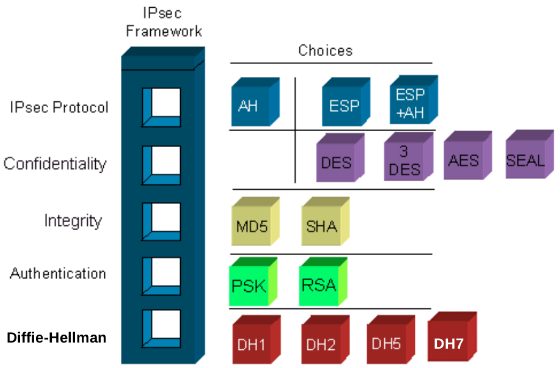 IPsec
Framework
Choices
IPsec Protocol
AH
ESP
ESP
+AH
Confidentiality
DES
3
DES
AES
SEAL
Integrity
MD5
SHA
Authentication
PSK
RSA
Diffie-Hellman
DH1
DH2
DH5
DH7